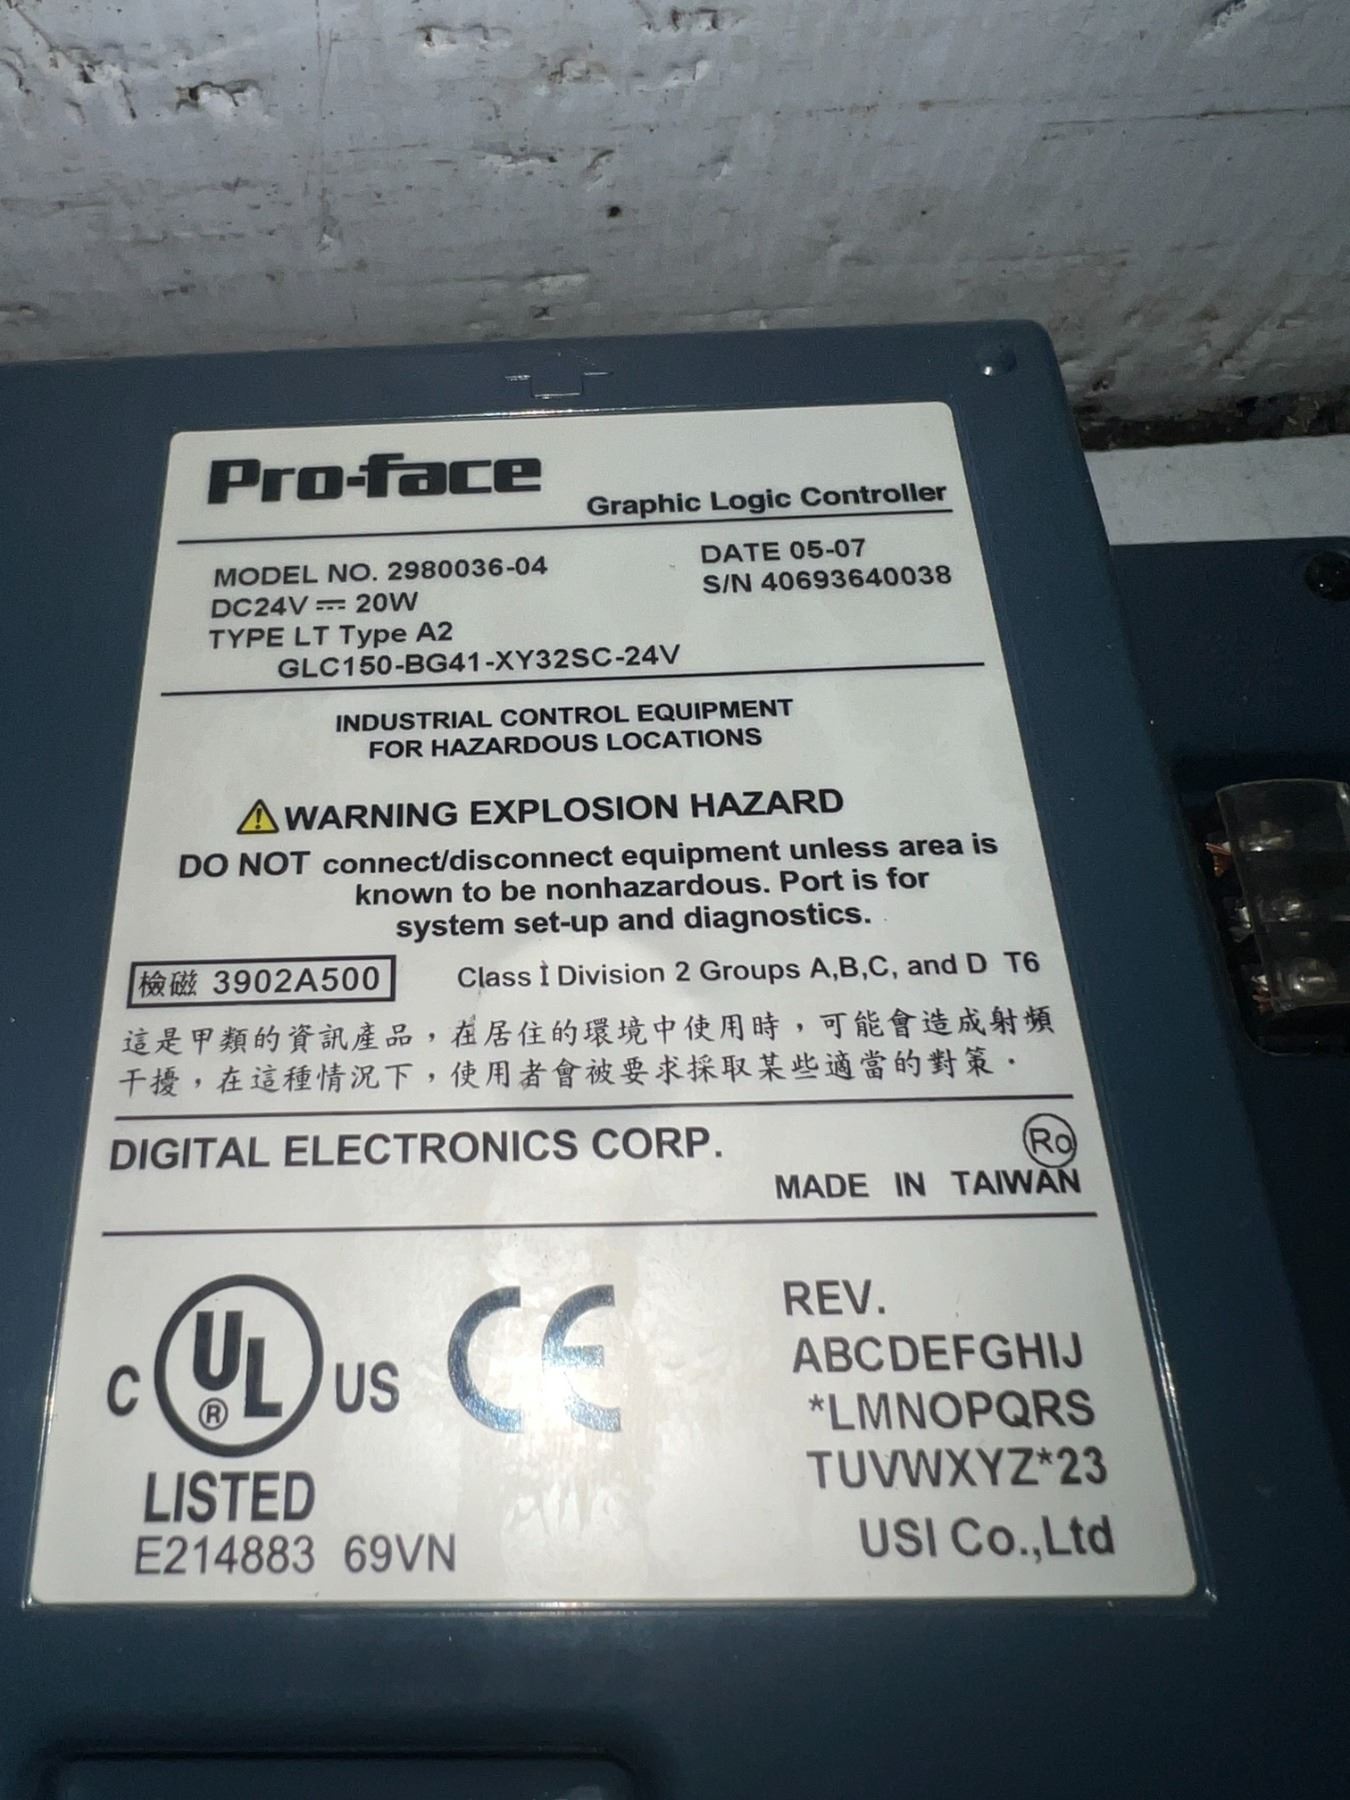 Pro-face
Graphic Logic Controller
MODEL NO. 2980036-04
DATE 05-07
DC24V ⎓ 20W
S/N 40693640038
TYPE LT Type A2
GLC150-BG41-XY32SC-24V
INDUSTRIAL CONTROL EQUIPMENT
FOR HAZARDOUS LOCATIONS
⚠WARNING EXPLOSION HAZARD
DO NOT connect/disconnect equipment unless area is
known to be nonhazardous. Port is for
system set-up and diagnostics.
檢磁 3902A500
Class I Division 2 Groups A,B,C, and D T6
這是甲類的資訊產品，在居住的環境中使用時，可能會造成射頻
干擾，在這種情況下，使用者會被要求採取某些適當的對策．
DIGITAL ELECTRONICS CORP.
Ro
MADE IN TAIWAN
C UL ® US
LISTED
E214883 69VN
CE
REV.
ABCDEFGHIJ
*LMNOPQRS
TUVWXYZ*23
USI Co.,Ltd